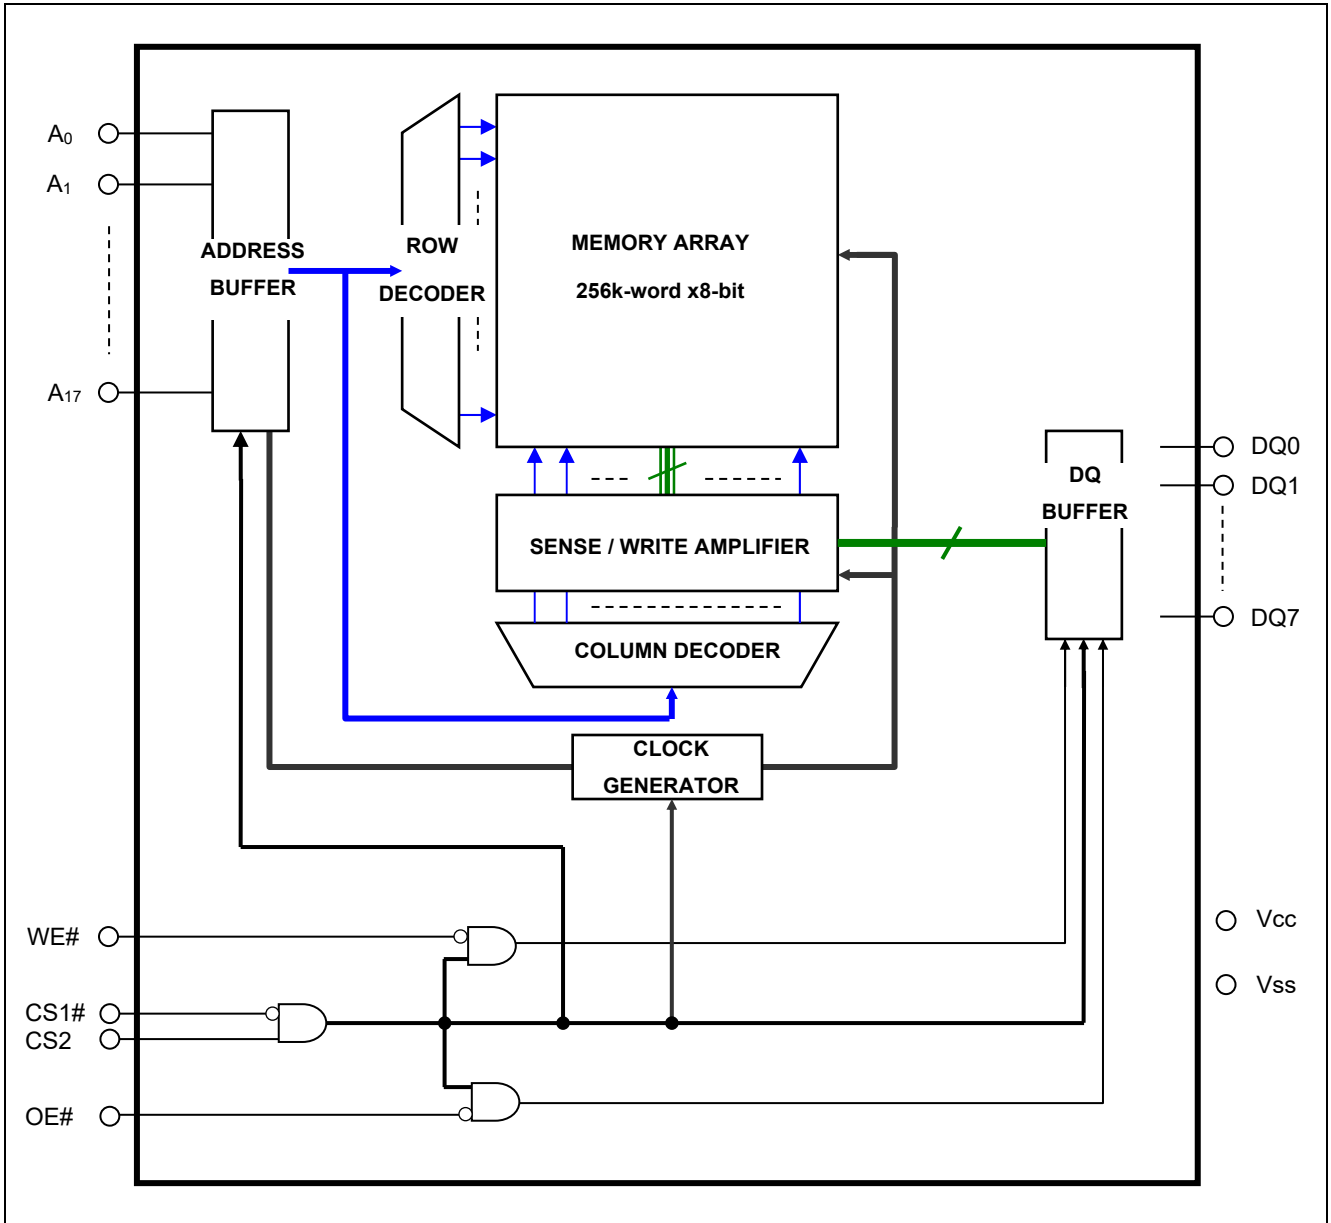 A0
A1
A17
ADDRESS
BUFFER
ROW
DECODER
MEMORY ARRAY
256k-word x8-bit
SENSE / WRITE AMPLIFIER
COLUMN DECODER
CLOCK
GENERATOR
DQ
BUFFER
DQ0
DQ1
DQ7
WE#
CS1#
CS2
OE#
Vcc
Vss